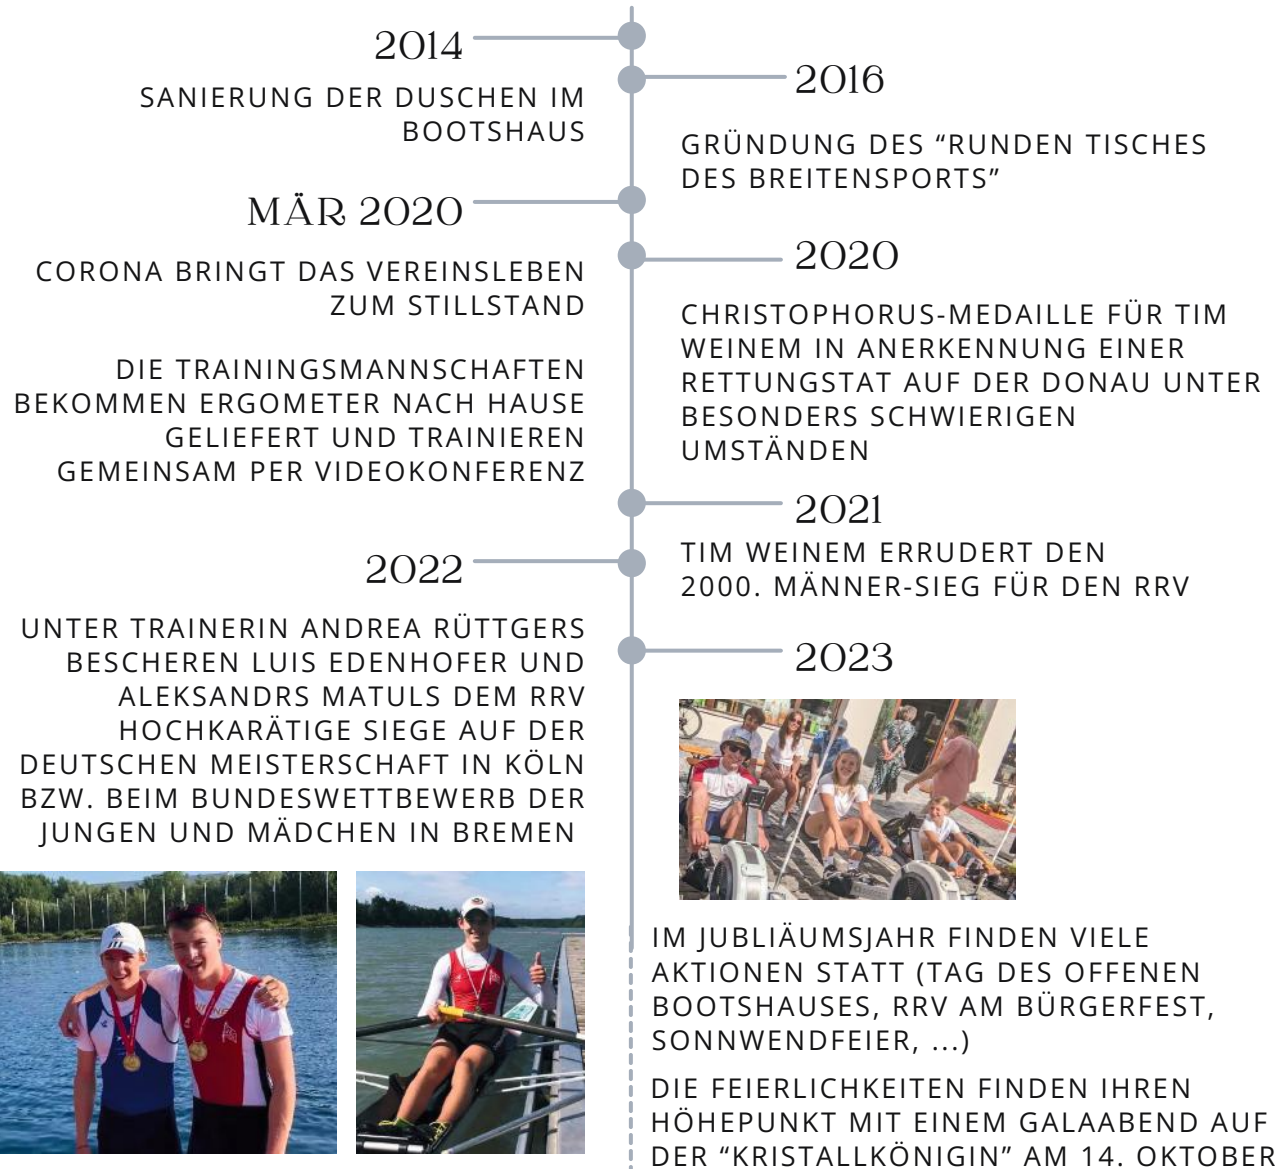 2014
SANIERUNG DER DUSCHEN IM
BOOTSHAUS
2016
GRÜNDUNG DES “RUNDEN TISCHES
DES BREITENSPORTS”
MÄR 2020
CORONA BRINGT DAS VEREINSLEBEN
ZUM STILLSTAND
DIE TRAININGSMANNSCHAFTEN
BEKOMMEN ERGOMETER NACH HAUSE
GELIEFERT UND TRAINIEREN
GEMEINSAM PER VIDEOKONFERENZ
2020
CHRISTOPHORUS-MEDAILLE FÜR TIM
WEINEM IN ANERKENNUNG EINER
RETTUNGSTAT AUF DER DONAU UNTER
BESONDERS SCHWIERIGEN
UMSTÄNDEN
2021
TIM WEINEM ERRUDERT DEN
2000. MÄNNER-SIEG FÜR DEN RRV
2022
UNTER TRAINERIN ANDREA RÜTTGERS
BESCHEREN LUIS EDENHOFER UND
ALEKSANDRS MATULS DEM RRV
HOCHKARÄTIGE SIEGE AUF DER
DEUTSCHEN MEISTERSCHAFT IN KÖLN
BZW. BEIM BUNDESWETTBEWERB DER
JUNGEN UND MÄDCHEN IN BREMEN
2023
IM JUBLIÄUMSJAHR FINDEN VIELE
AKTIONEN STATT (TAG DES OFFENEN
BOOTSHAUSES, RRV AM BÜRGERFEST,
SONNWENDFEIER, ...)
DIE FEIERLICHKEITEN FINDEN IHREN
HÖHEPUNKT MIT EINEM GALAABEND AUF
DER “KRISTALLKÖNIGIN” AM 14. OKTOBER